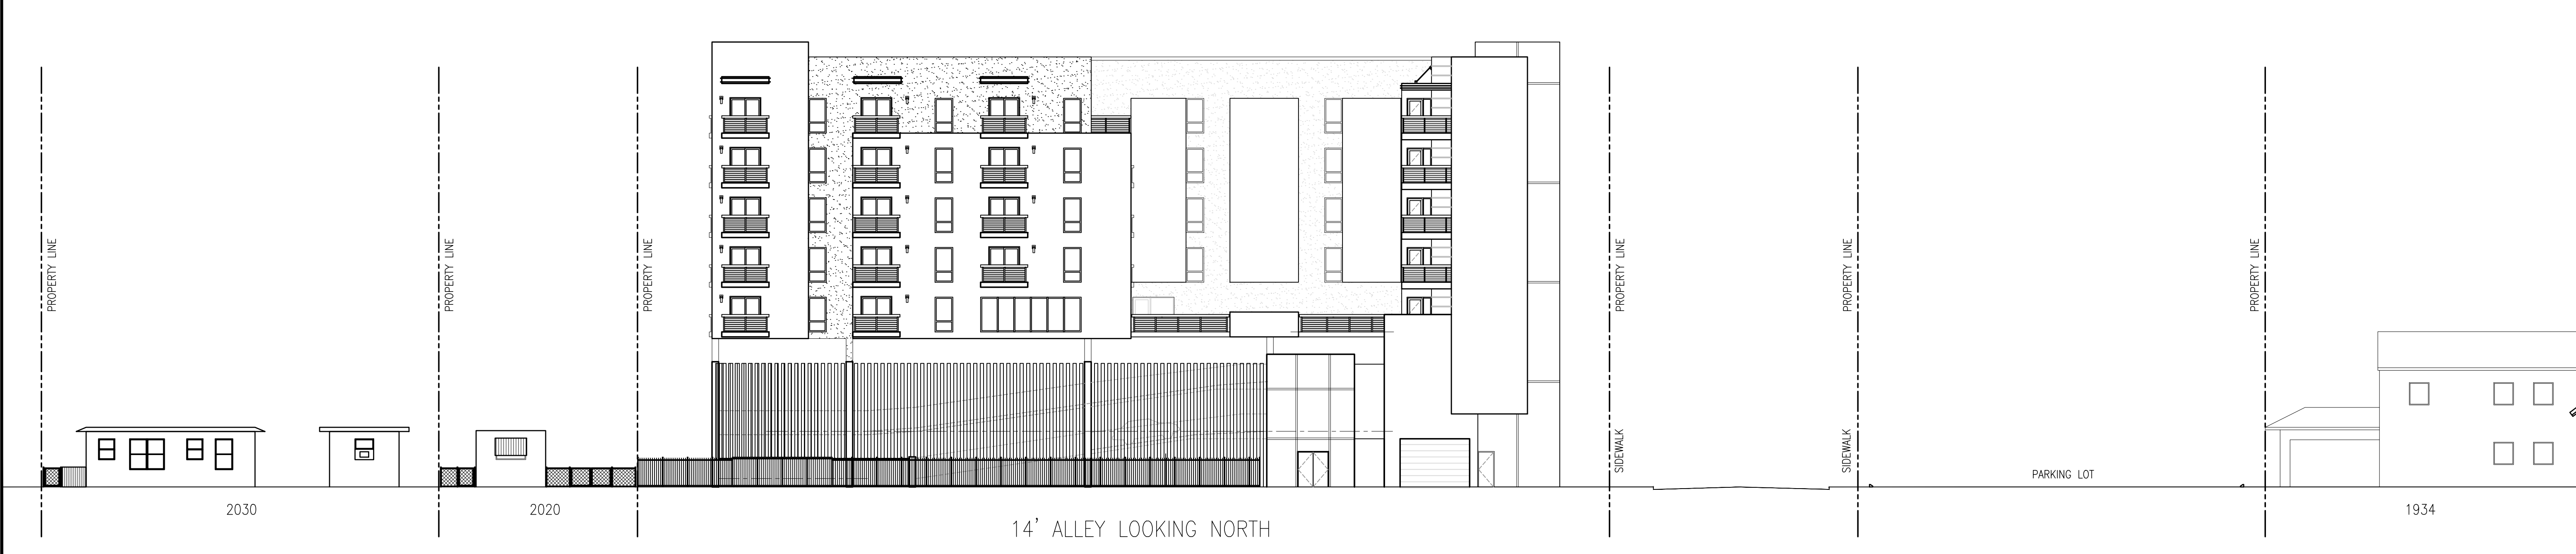 PROPERTY LINE
PROPERTY LINE
PROPERTY LINE
PROPERTY LINE
PROPERTY LINE
PROPERTY LINE
SIDEWALK
SIDEWALK
PARKING LOT
2030
2020
1934
14' ALLEY LOOKING NORTH